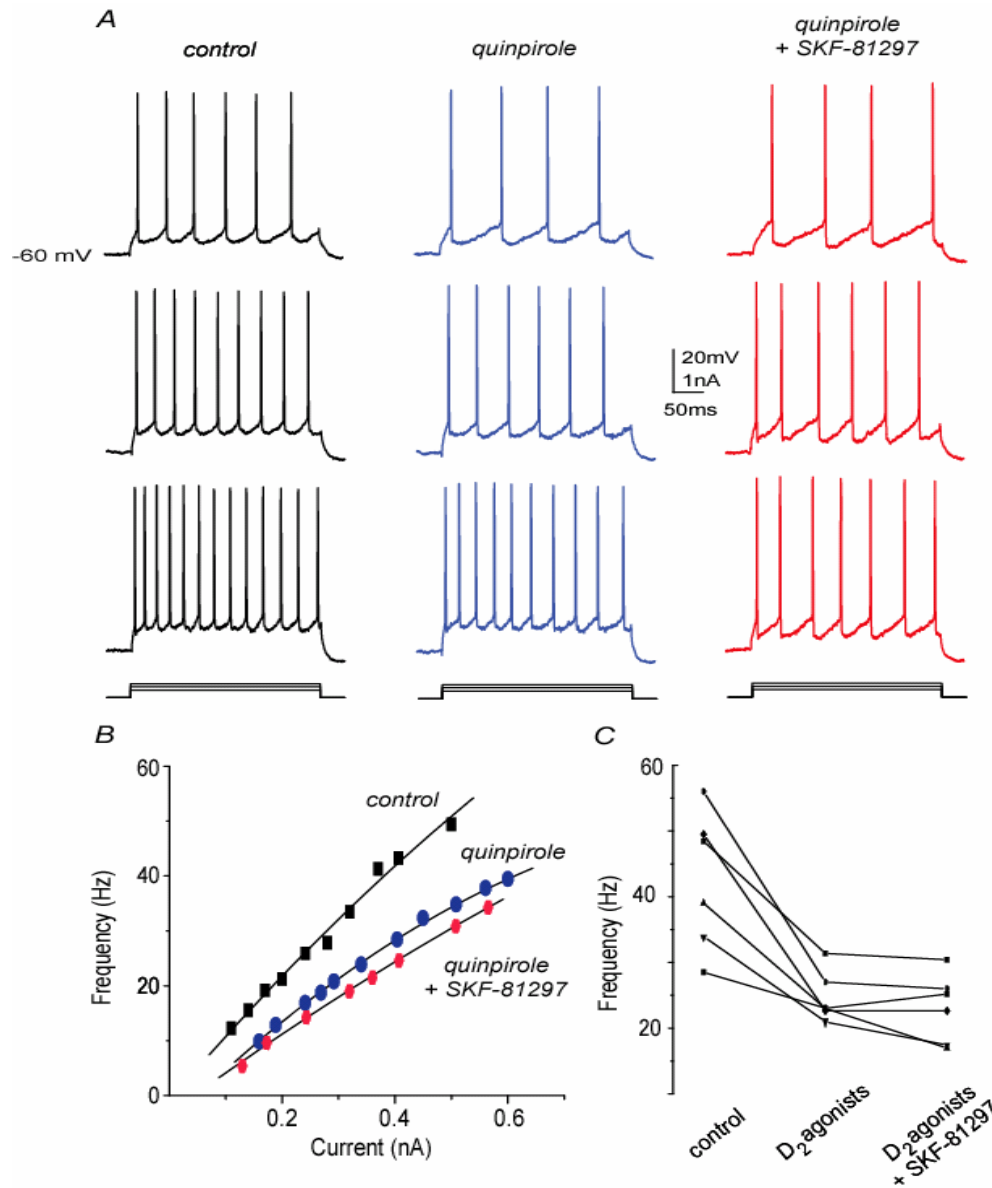 A
control
quinpirole
quinpirole
+ SKF-81297
-60 mV
20mV
1nA
50ms
B
60
40
20
0
Frequency (Hz)
control
quinpirole
quinpirole
+ SKF-81297
0.2
0.4
0.6
Current (nA)
C
60
40
20
Frequency (Hz)
control
D2agonists
D2agonists
+ SKF-81297